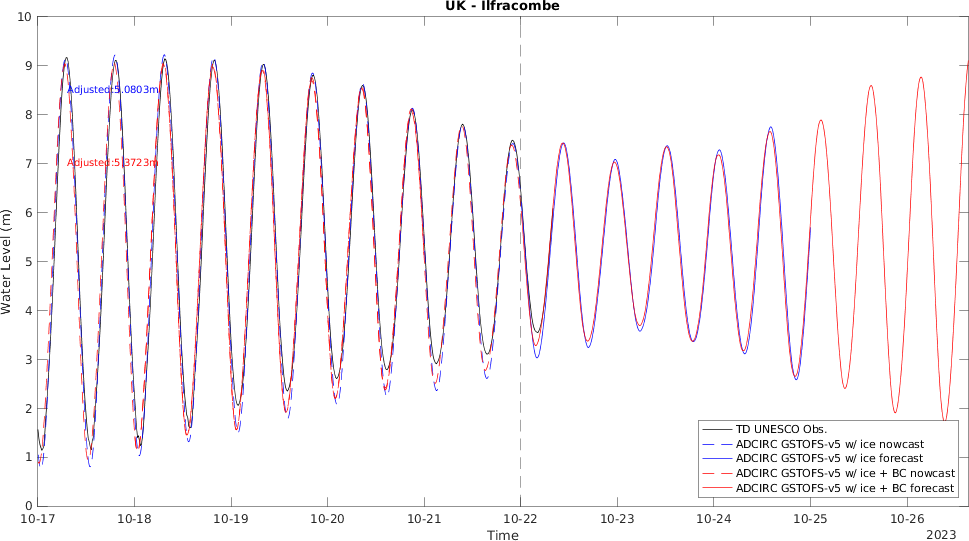 UK - Ilfracombe
10
9
8
7
6
5
4
3
2
1
0
Water Level (m)
Adjusted:5.0803m
Adjusted:5.3723m
TD UNESCO Obs.
ADCIRC GSTOFS-v5 w/ ice nowcast
ADCIRC GSTOFS-v5 w/ ice forecast
ADCIRC GSTOFS-v5 w/ ice + BC nowcast
ADCIRC GSTOFS-v5 w/ ice + BC forecast
10-17 10-18 10-19 10-20 10-21 10-22 10-23 10-24 10-25 10-26
Time
2023